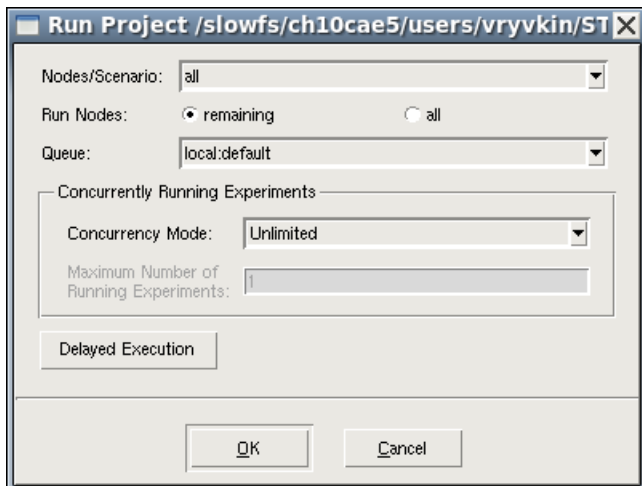 Run Project /slowfs/ch10cae5/users/vryvkin/ST
Nodes/Scenario: all
Run Nodes: remaining all
Queue: local:default
Concurrently Running Experiments
Concurrency Mode: Unlimited
Maximum Number of
Running Experiments: 1
Delayed Execution
OK Cancel